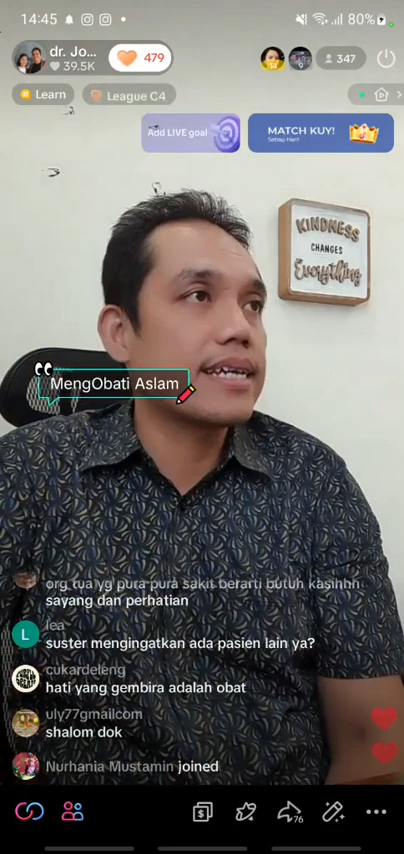 14:45
80%
dr. Jo...
39.5K
479
347
Learn
League C4
Add LIVE goal
MATCH KUY!
Setiap Hari!
KINDNESS
CHANGES
Everything
MengObati Aslam
org tua yg pura pura sakit berarti butuh kasihhh
sayang dan perhatian
lea
L
suster mengingatkan ada pasien lain ya?
cukardeleng
hati yang gembira adalah obat
uly77gmailcom
shalom dok
Nurhania Mustamin joined
76